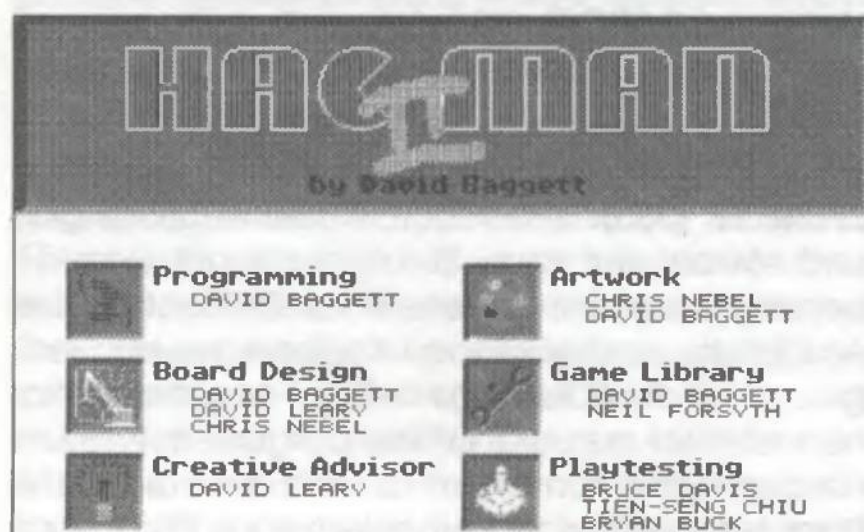 HACMAN
II
by David Baggett
Programming
DAVID BAGGETT
Artwork
CHRIS NEBEL
DAVID BAGGETT
Board Design
DAVID BAGGETT
DAVID LEARY
CHRIS NEBEL
Game Library
DAVID BAGGETT
NEIL FORSYTH
Creative Advisor
DAVID LEARY
Playtesting
BRUCE DAVIS
TIEN-SENG CHIU
BRYAN BUCK